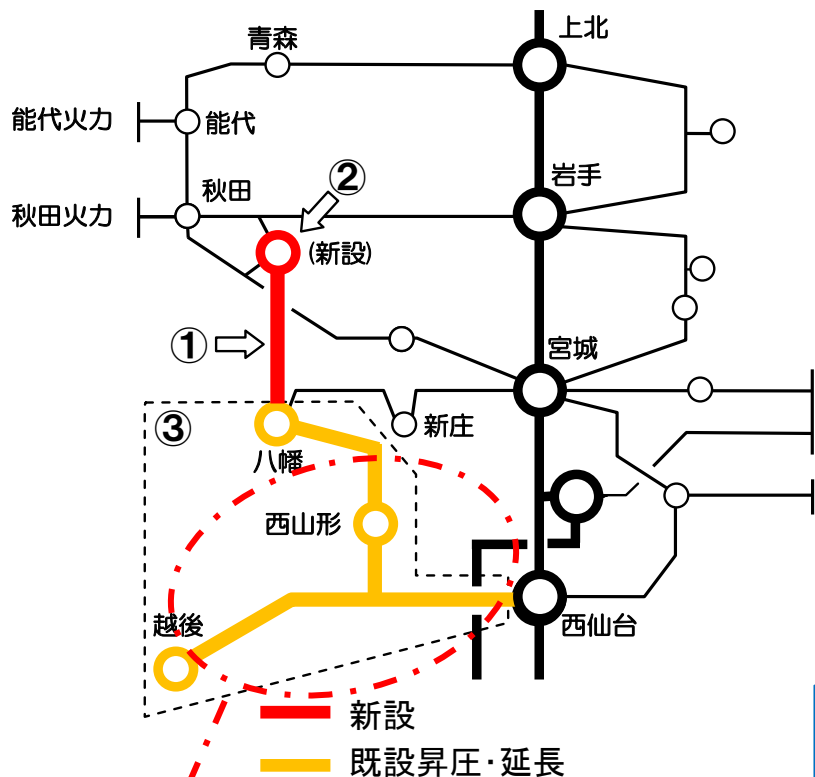 上北
青森
能代火力
能代
岩手
②
秋田
秋田火力
(新設)
①
宮城
③
新庄
八幡
西山形
越後
西仙台
新設
既設昇圧・延長